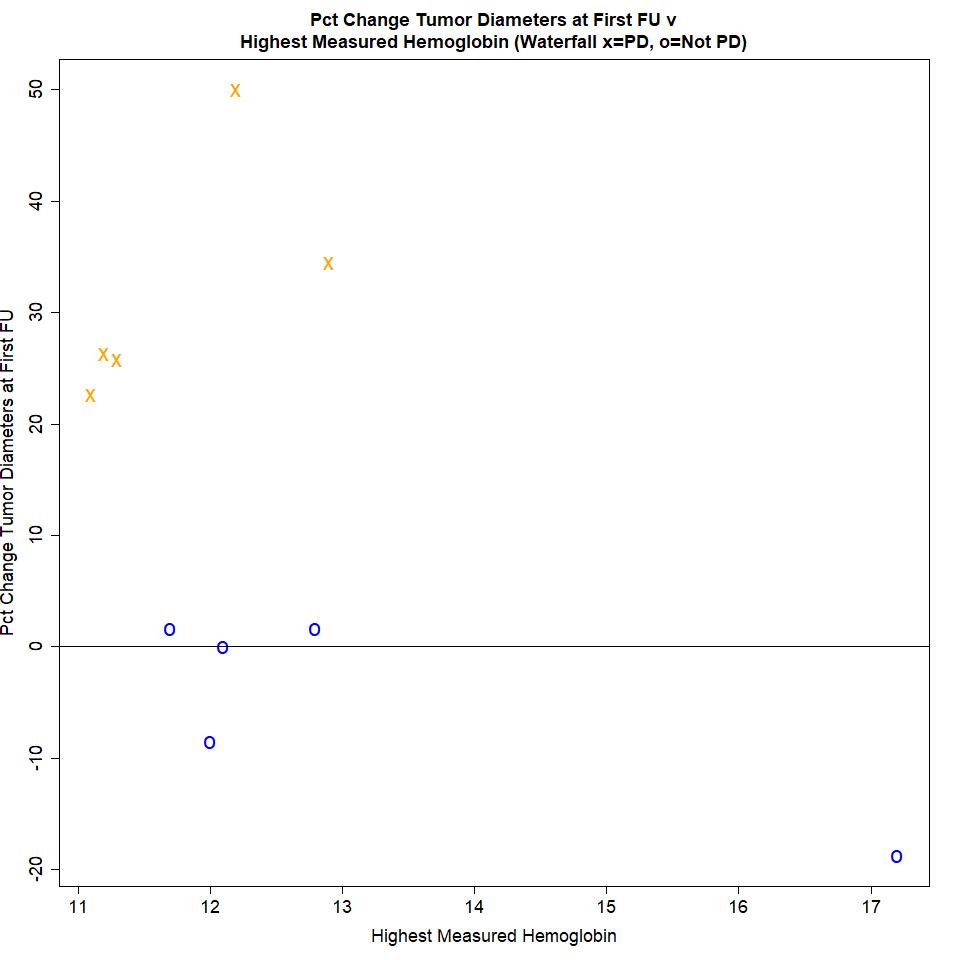 Pct Change Tumor Diameters at First FU v
Highest Measured Hemoglobin (Waterfall x=PD, o=Not PD)
Pct Change Tumor Diameters at First FU
50
40
30
20
10
0
-10
-20
X
X
X
X
X
O
O
O
O
O
11 12 13 14 15 16 17
Highest Measured Hemoglobin